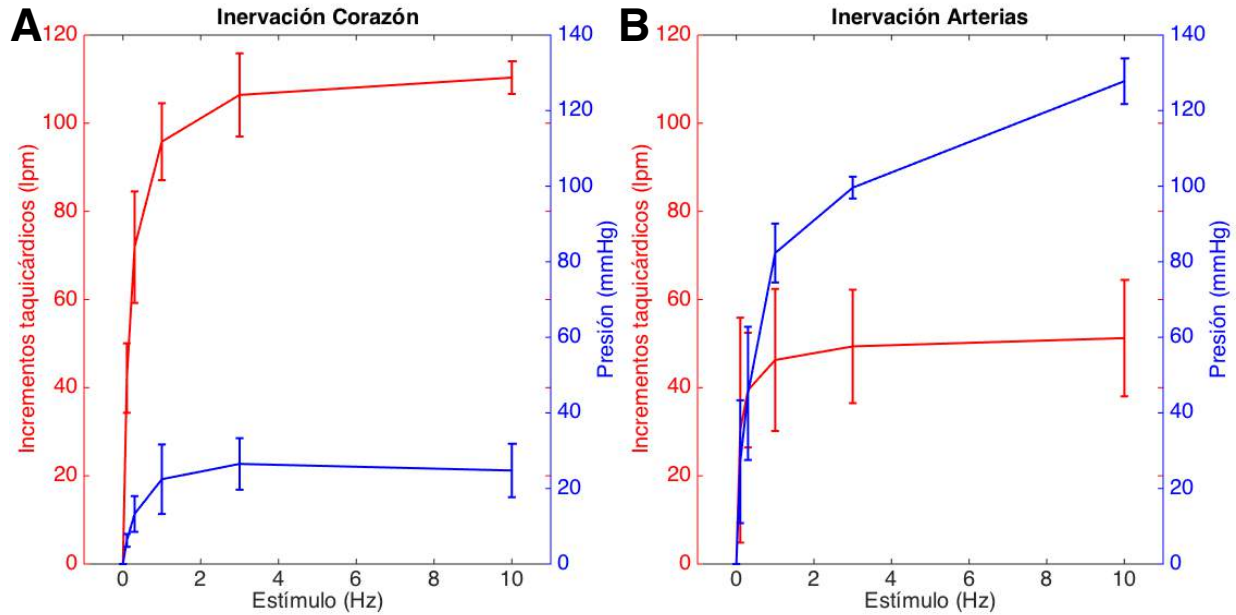 A
Inervación Corazón
120
100
80
60
40
20
0
Incrementos taquicárdicos (lpm)
140
120
100
80
60
40
20
0
Presión (mmHg)
0 2 4 6 8 10
Estímulo (Hz)
B
Inervación Arterias
120
100
80
60
40
20
0
Incrementos taquicárdicos (lpm)
140
120
100
80
60
40
20
0
Presión (mmHg)
0 2 4 6 8 10
Estímulo (Hz)